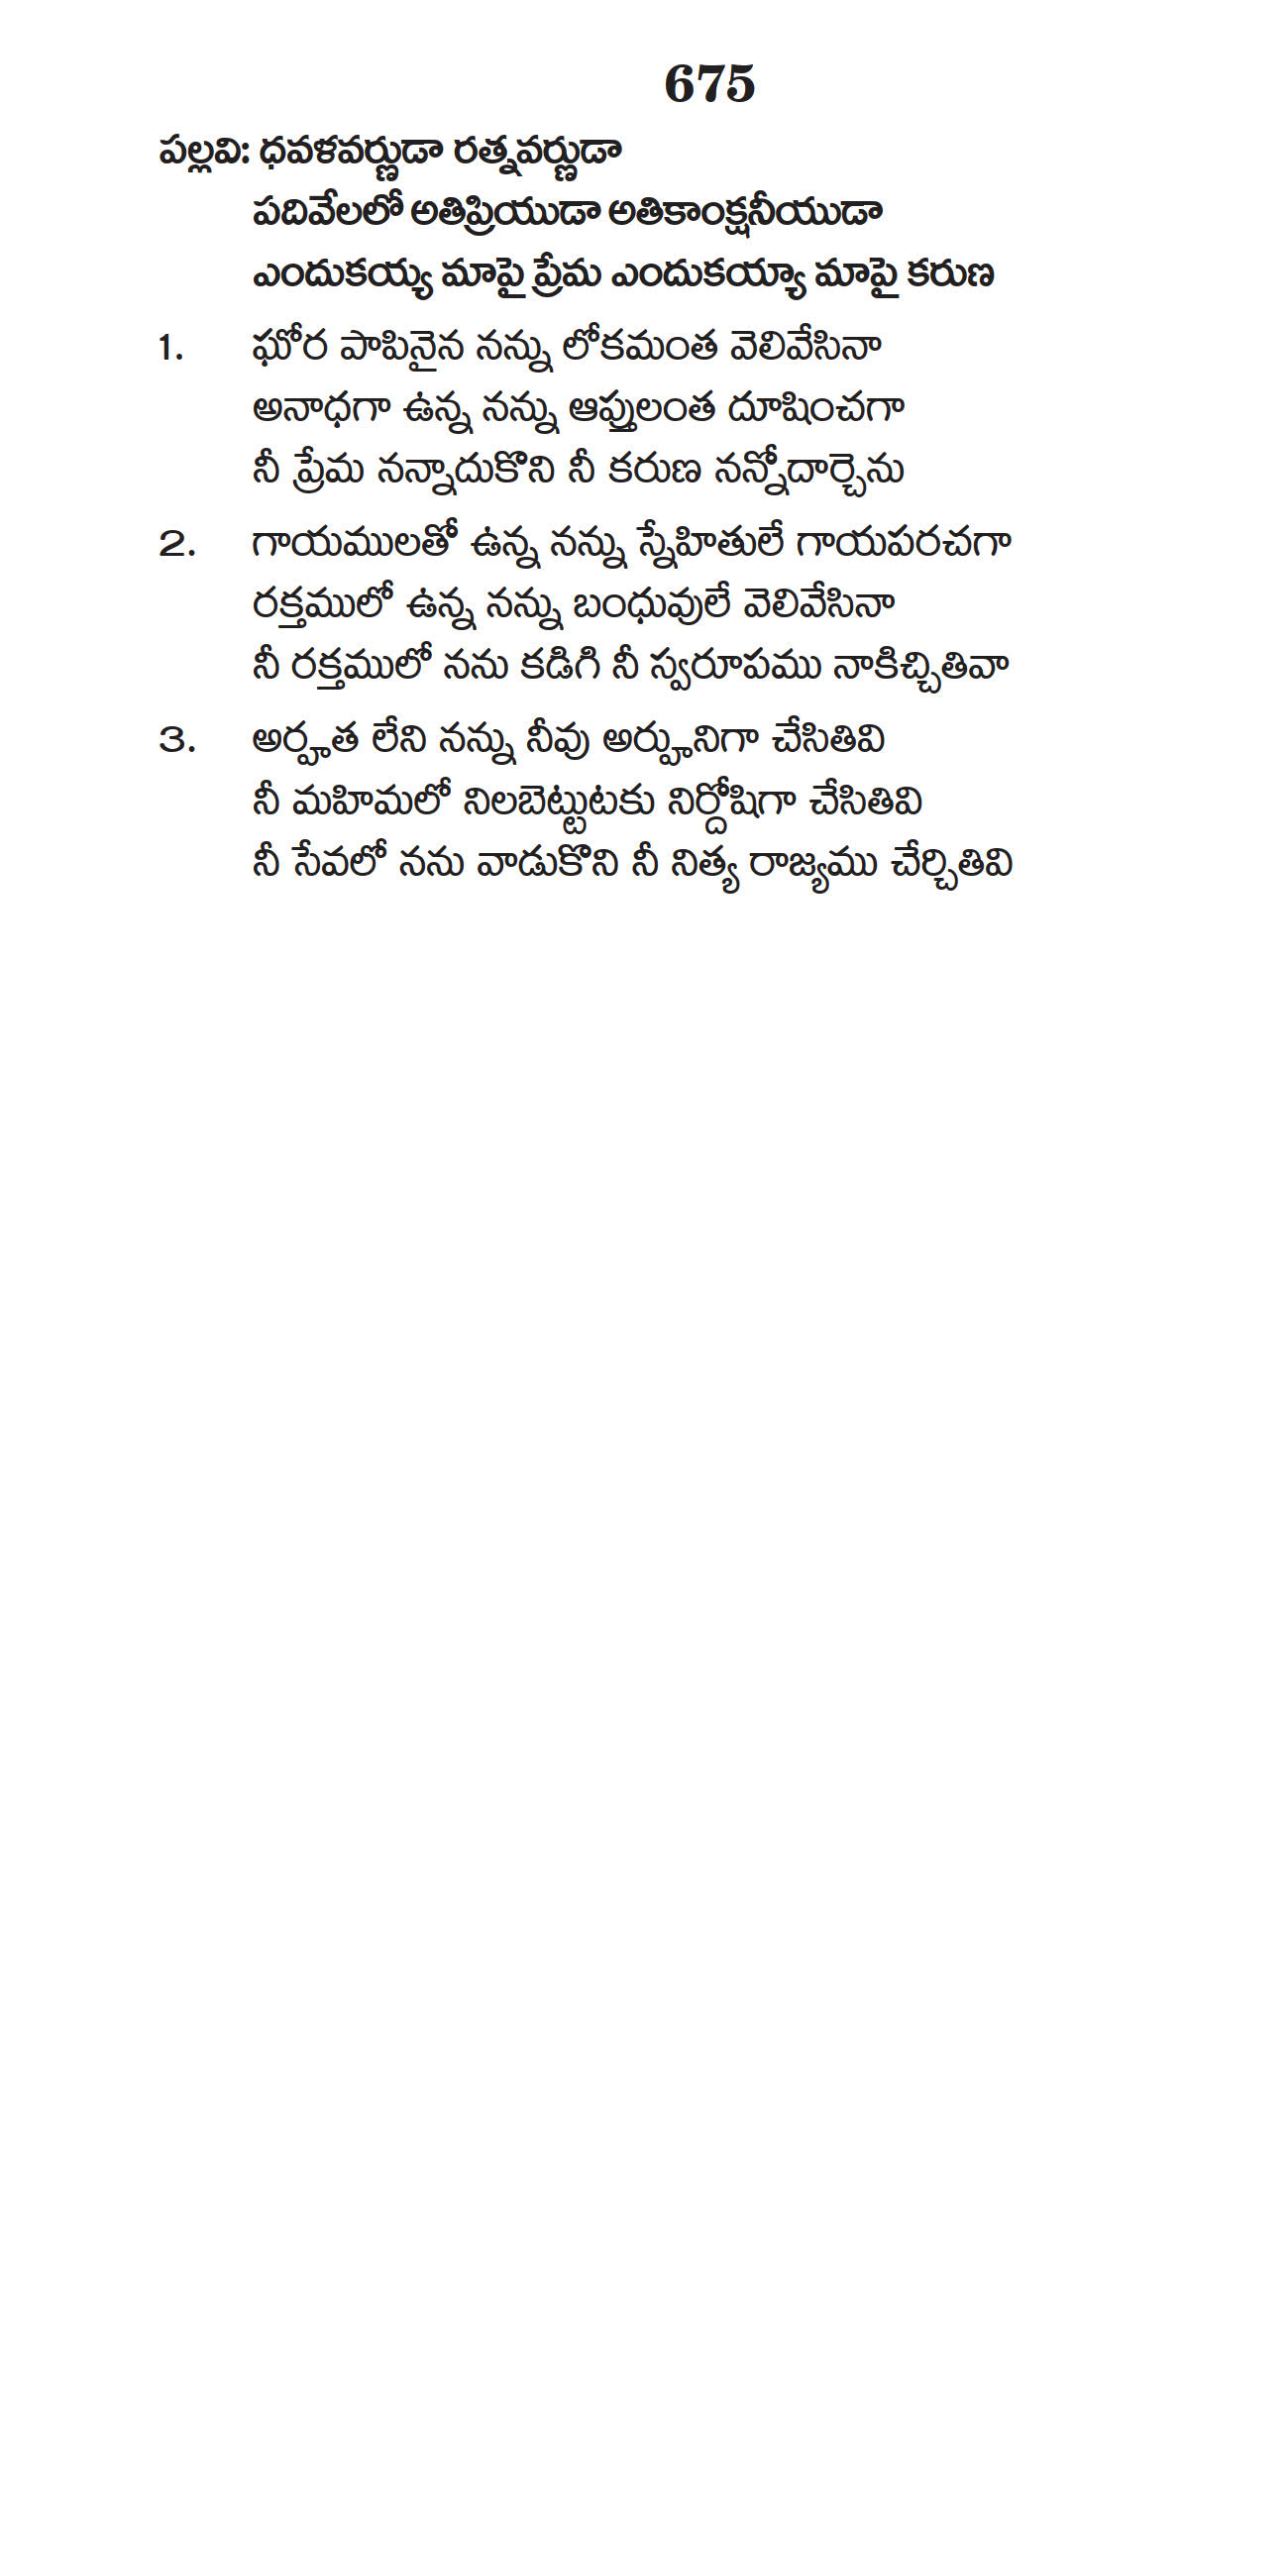 675
పల్లవి: ధవళవర్ణుడా రత్నవర్ణుడా
పదివేలలో అతిప్రియుడా అతికాంక్షనీయుడా
ఎందుకయ్య మాపై ప్రేమ ఎందుకయ్యా మాపై కరుణ
1. ఘోర పాపినైన నన్ను లోకమంత వెలివేసినా
అనాధగా ఉన్న నన్ను ఆప్తులంత దూషించగా
నీ ప్రేమ నన్నాదుకొని నీ కరుణ నన్నోదార్చెను
2. గాయములతో ఉన్న నన్ను స్నేహితులే గాయపరచగా
రక్తములో ఉన్న నన్ను బంధువులే వెలివేసినా
నీ రక్తములో నను కడిగి నీ స్వరూపము నాకిచ్చితివా
3. అర్హత లేని నన్ను నీవు అర్హునిగా చేసితివి
నీ మహిమలో నిలబెట్టుటకు నిర్దోషిగా చేసితివి
నీ సేవలో నను వాడుకొని నీ నిత్య రాజ్యము చేర్చితివి